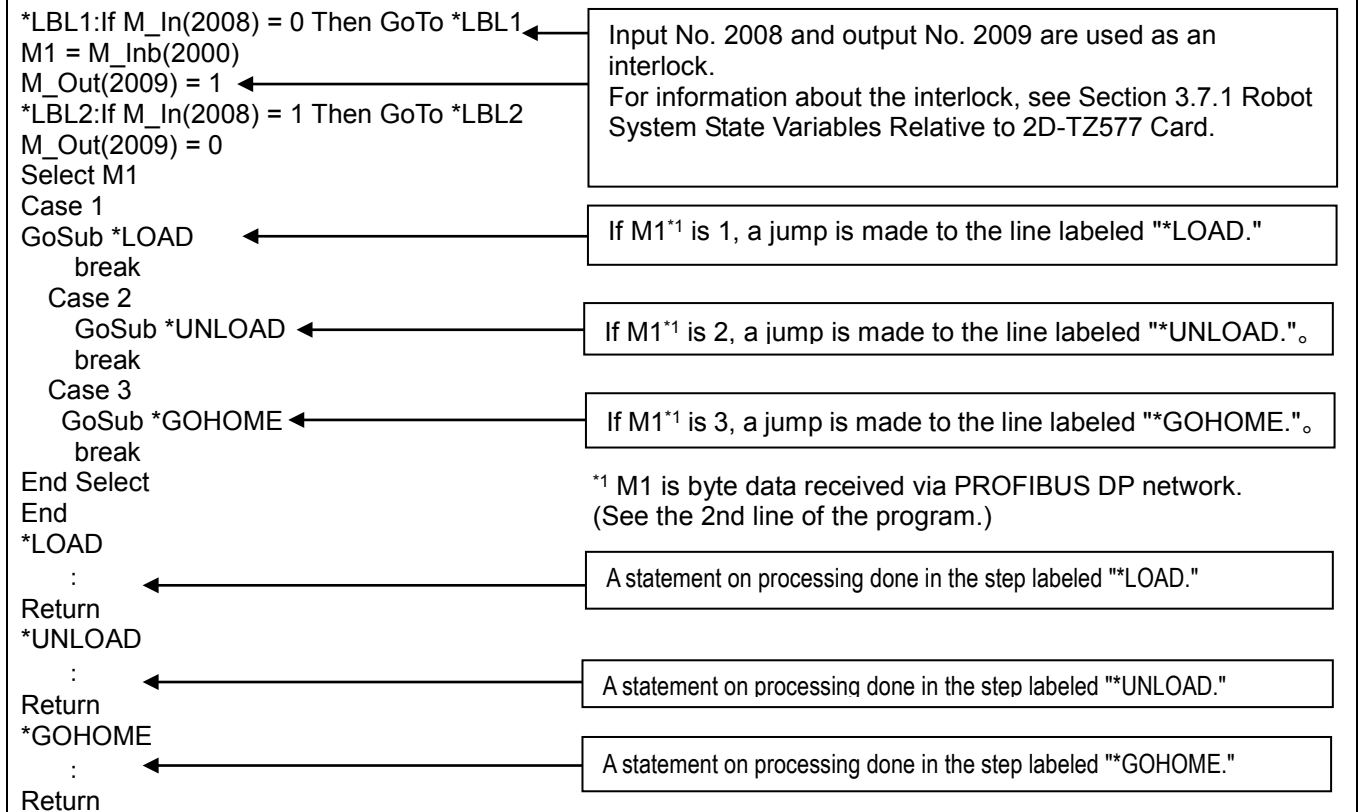 *LBL1:If M_In(2008) = 0 Then GoTo *LBL1
M1 = M_Inb(2000)
M_Out(2009) = 1
*LBL2:If M_In(2008) = 1 Then GoTo *LBL2
M_Out(2009) = 0
Select M1
Case 1
GoSub *LOAD
break
Case 2
GoSub *UNLOAD
break
Case 3
GoSub *GOHOME
break
End Select
End
*LOAD
:
Return
*UNLOAD
:
Return
*GOHOME
:
Return
Input No. 2008 and output No. 2009 are used as an
interlock.
For information about the interlock, see Section 3.7.1 Robot
System State Variables Relative to 2D-TZ577 Card.
If M1*1 is 1, a jump is made to the line labeled "*LOAD."
If M1*1 is 2, a jump is made to the line labeled "*UNLOAD."。
If M1*1 is 3, a jump is made to the line labeled "*GOHOME."。
*1 M1 is byte data received via PROFIBUS DP network.
(See the 2nd line of the program.)
A statement on processing done in the step labeled "*LOAD."
A statement on processing done in the step labeled "*UNLOAD."
A statement on processing done in the step labeled "*GOHOME."